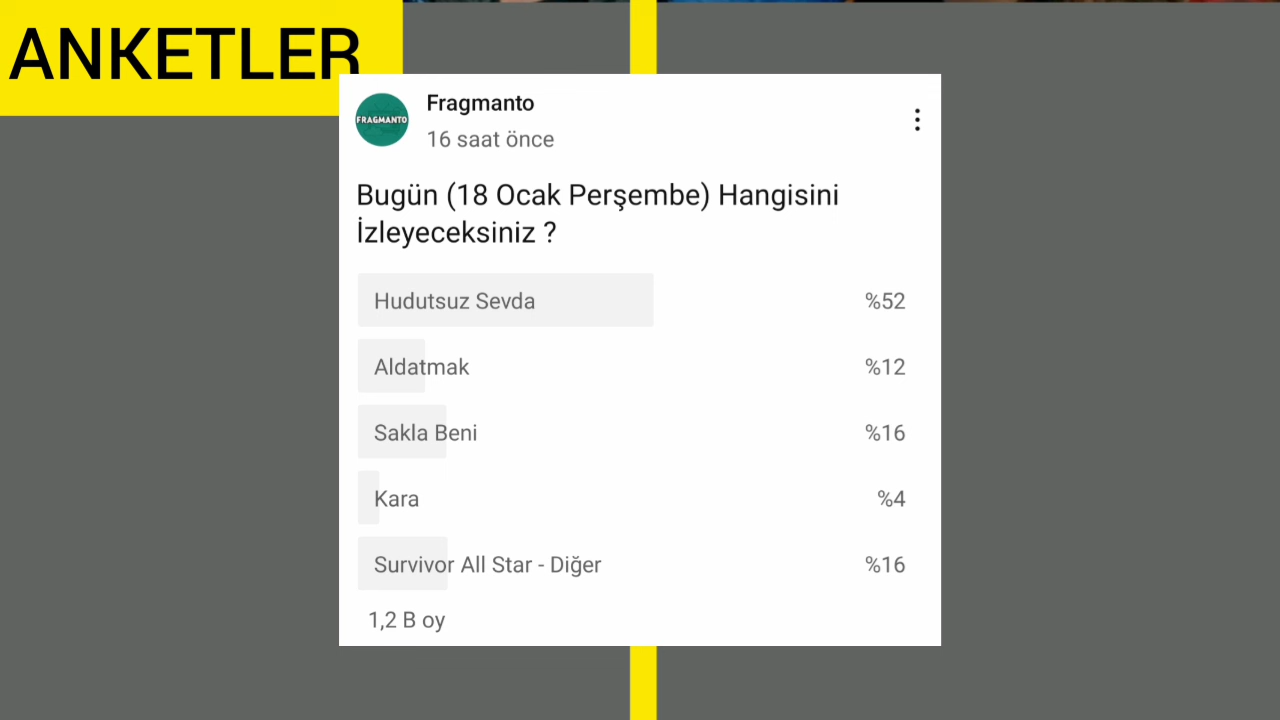 ANKETLER
FRAGMANTO
Fragmanto
16 saat önce
Bugün (18 Ocak Perşembe) Hangisini
İzleyeceksiniz ?
Hudutsuz Sevda %52
Aldatmak %12
Sakla Beni %16
Kara %4
Survivor All Star - Diğer %16
1,2 B oy